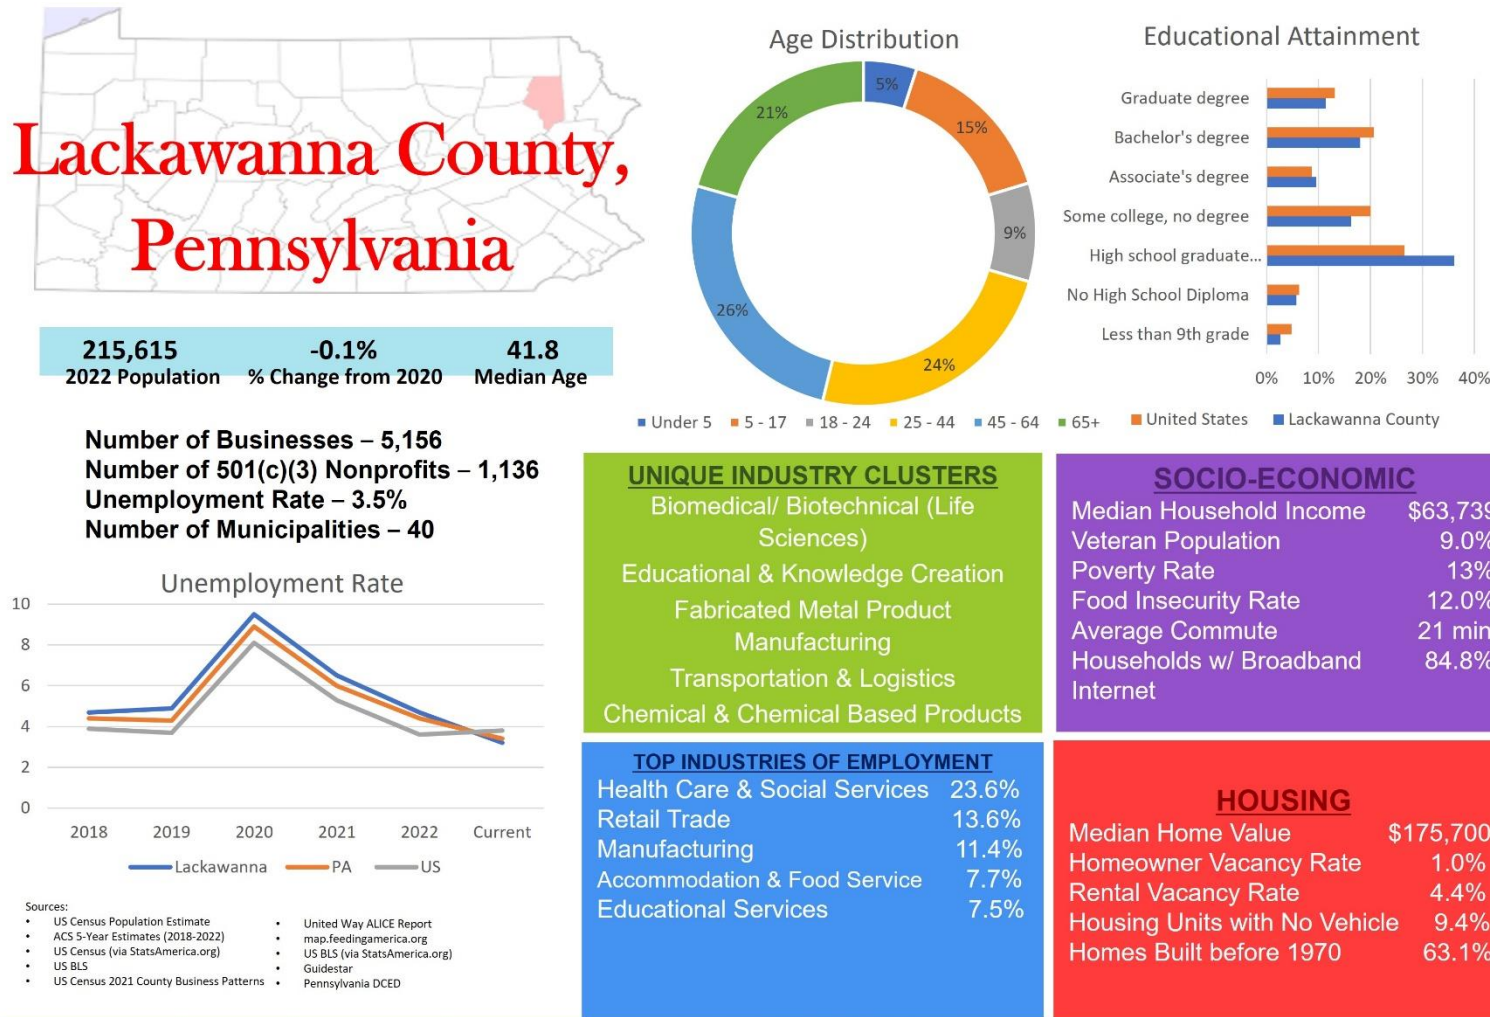 Lackawanna County,
Pennsylvania
215,615
2022 Population
-0.1%
% Change from 2020
41.8
Median Age
Number of Businesses – 5,156
Number of 501(c)(3) Nonprofits – 1,136
Unemployment Rate – 3.5%
Number of Municipalities – 40
Unemployment Rate
10
8
6
4
2
0
2018 2019 2020 2021 2022 Current
Lackawanna PA US
Sources:
• US Census Population Estimate
• ACS 5-Year Estimates (2018-2022)
• US Census (via StatsAmerica.org)
• US BLS
• US Census 2021 County Business Patterns
• United Way ALICE Report
• map.feedingamerica.org
• US BLS (via StatsAmerica.org)
• Guidestar
• Pennsylvania DCED
Age Distribution
5%
15%
9%
24%
26%
21%
Under 5 5 - 17 18 - 24 25 - 44 45 - 64 65+
Educational Attainment
Graduate degree
Bachelor's degree
Associate's degree
Some college, no degree
High school graduate...
No High School Diploma
Less than 9th grade
0% 10% 20% 30% 40%
United States Lackawanna County
UNIQUE INDUSTRY CLUSTERS
Biomedical/ Biotechnical (Life
Sciences)
Educational & Knowledge Creation
Fabricated Metal Product
Manufacturing
Transportation & Logistics
Chemical & Chemical Based Products
SOCIO-ECONOMIC
Median Household Income $63,739
Veteran Population 9.0%
Poverty Rate 13%
Food Insecurity Rate 12.0%
Average Commute 21 min
Households w/ Broadband 84.8%
Internet
TOP INDUSTRIES OF EMPLOYMENT
Health Care & Social Services 23.6%
Retail Trade 13.6%
Manufacturing 11.4%
Accommodation & Food Service 7.7%
Educational Services 7.5%
HOUSING
Median Home Value $175,700
Homeowner Vacancy Rate 1.0%
Rental Vacancy Rate 4.4%
Housing Units with No Vehicle 9.4%
Homes Built before 1970 63.1%